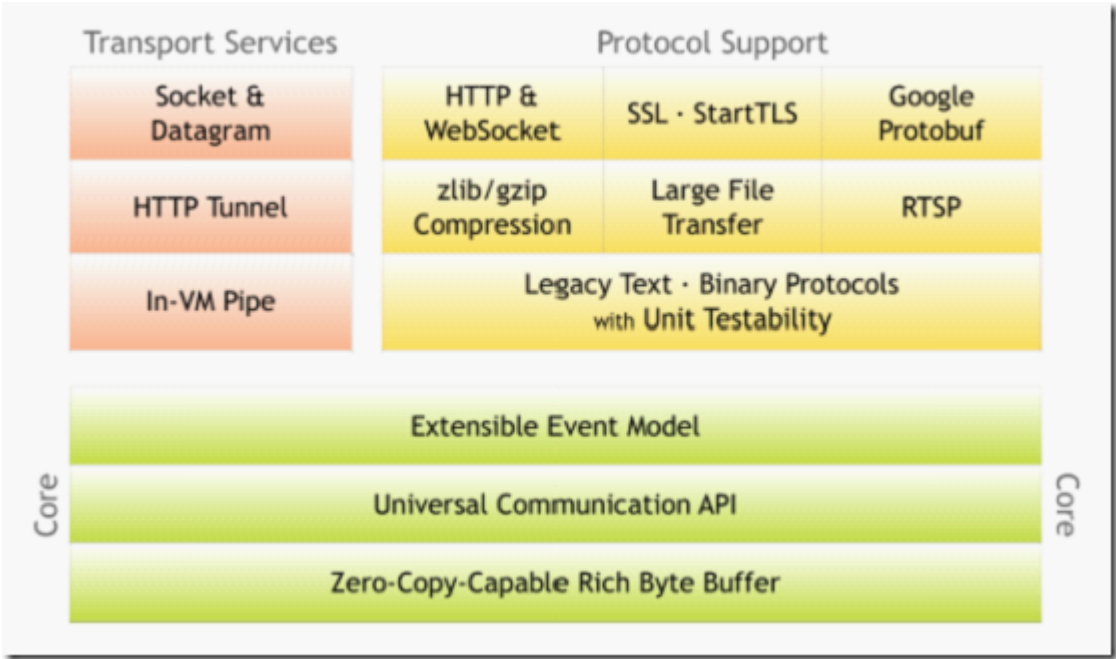 Transport Services
Socket &
Datagram
HTTP Tunnel
In-VM Pipe
Protocol Support
HTTP &
WebSocket
SSL · StartTLS
Google
Protobuf
zlib/gzip
Compression
Large File
Transfer
RTSP
Legacy Text · Binary Protocols
with Unit Testability
Core
Extensible Event Model
Universal Communication API
Zero-Copy-Capable Rich Byte Buffer
Core